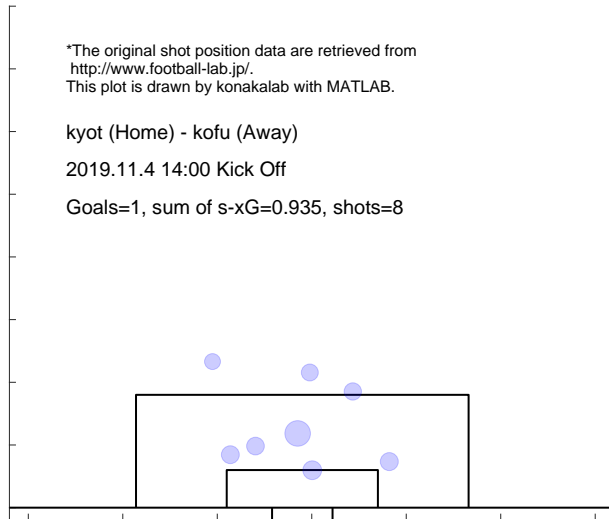 *The original shot position data are retrieved from
http://www.football-lab.jp/.
This plot is drawn by konakalab with MATLAB.
kyot (Home) - kofu (Away)
2019.11.4 14:00 Kick Off
Goals=1, sum of s-xG=0.935, shots=8